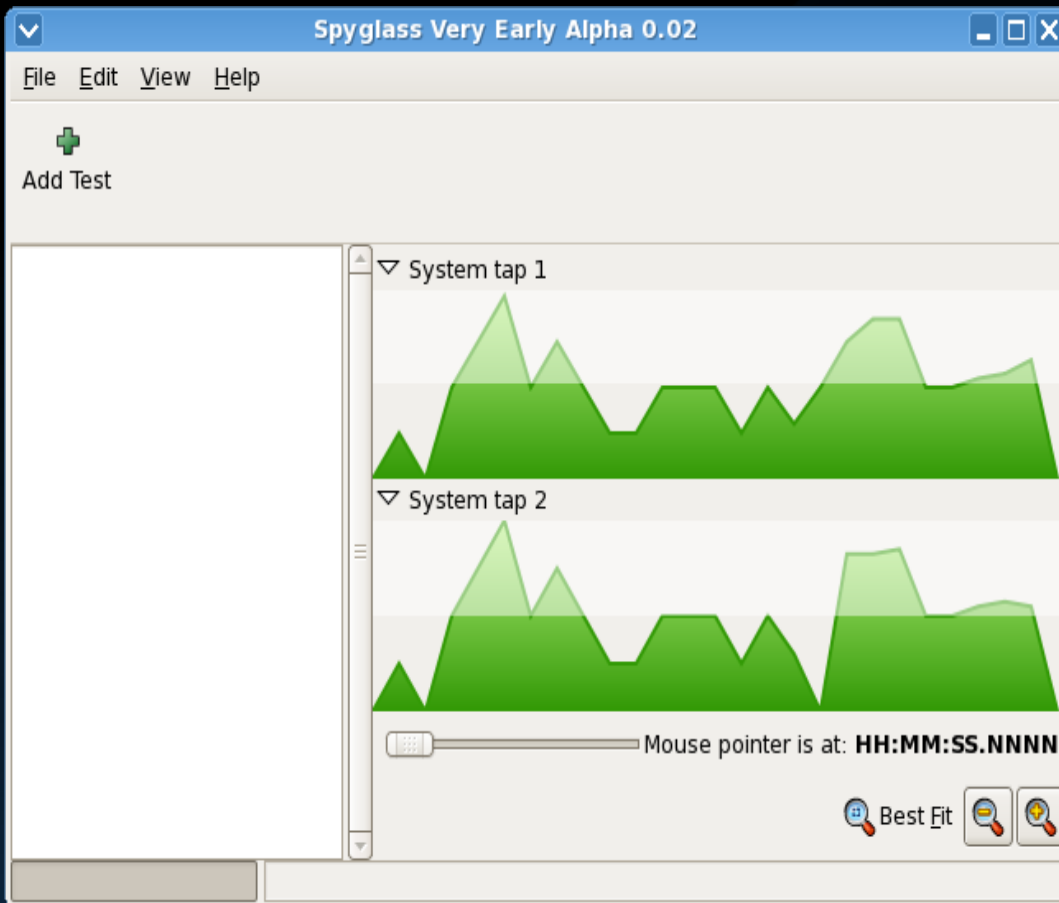 Spyglass Very Early Alpha 0.02
File Edit View Help
Add Test
System tap 1
System tap 2
Mouse pointer is at: HH:MM:SS.NNNN
Best Fit